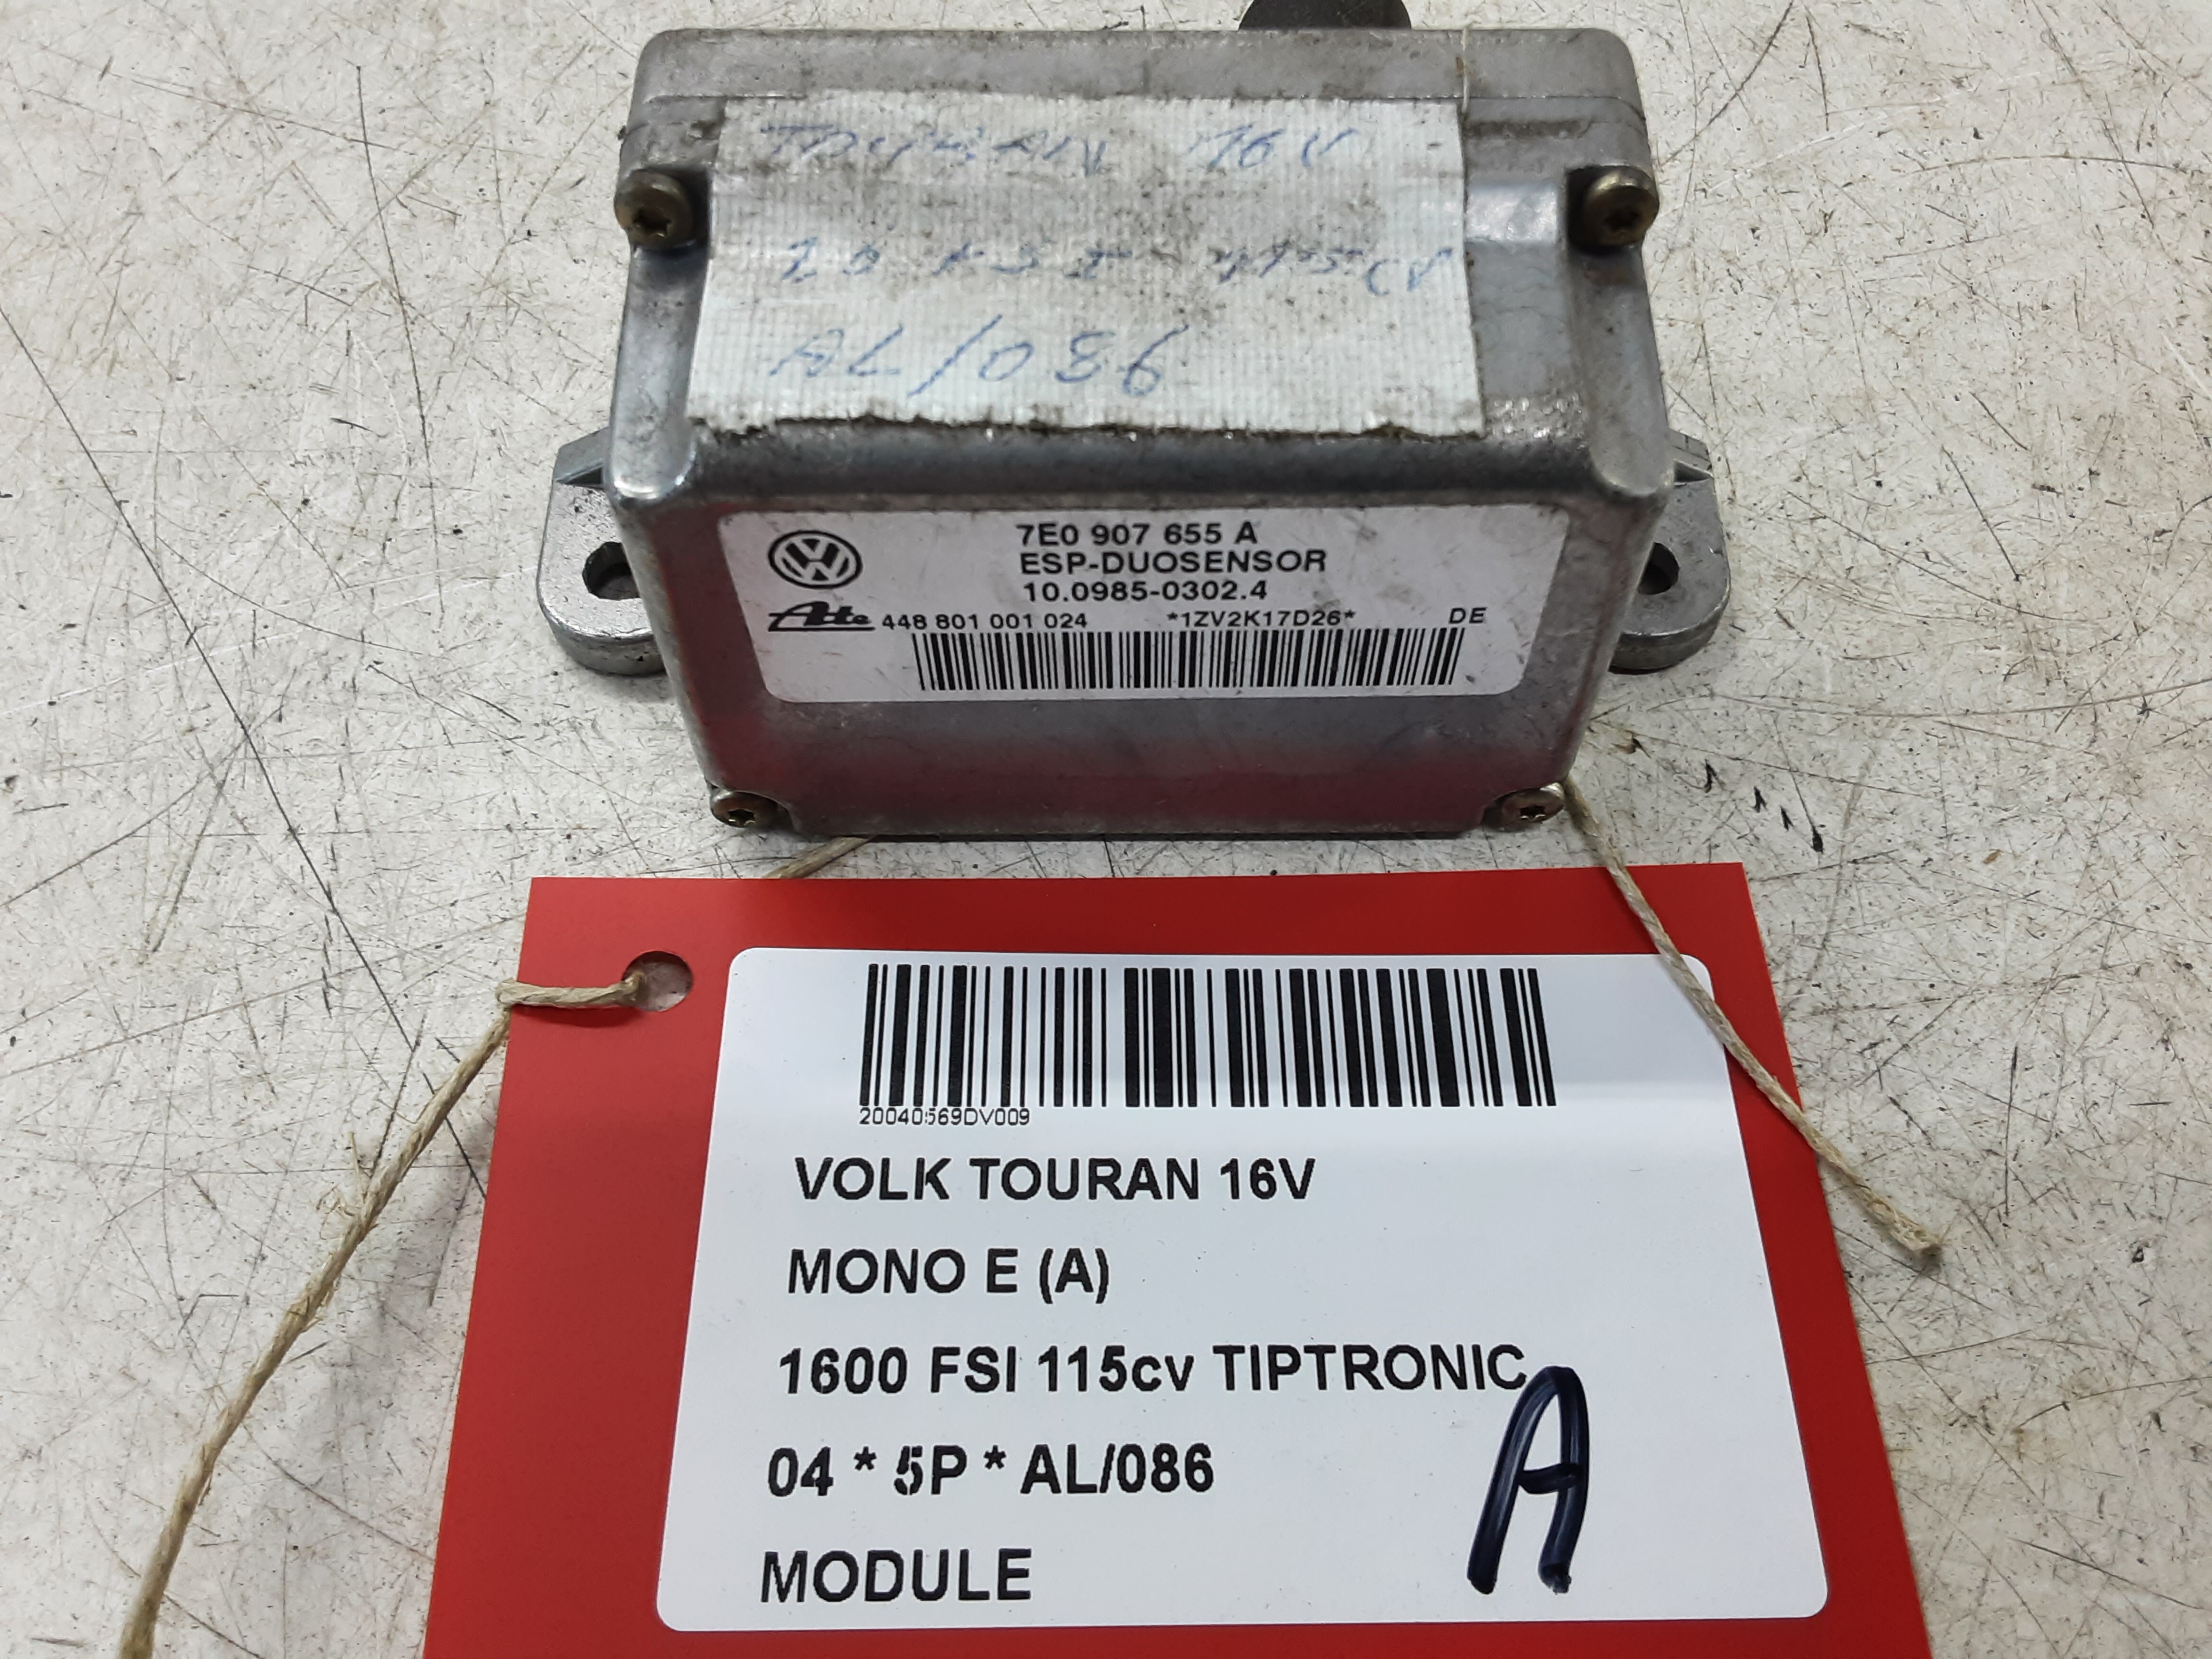 TOURAN 16V
AL/086
7E0 907 655 A
ESP-DUOSENSOR
10.0985-0302.4
Ate 448 801 001 024 *1ZV2K17D26* DE
20040569DV009
VOLK TOURAN 16V
MONO E (A)
1600 FSI 115cv TIPTRONIC
04 * 5P * AL/086
A
MODULE